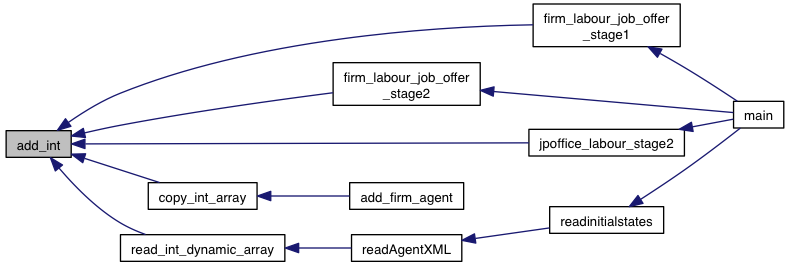 firm_labour_job_offer
_stage1
firm_labour_job_offer
_stage2
main
add_int
jpoffice_labour_stage2
copy_int_array
add_firm_agent
readinitialstates
read_int_dynamic_array
readAgentXML